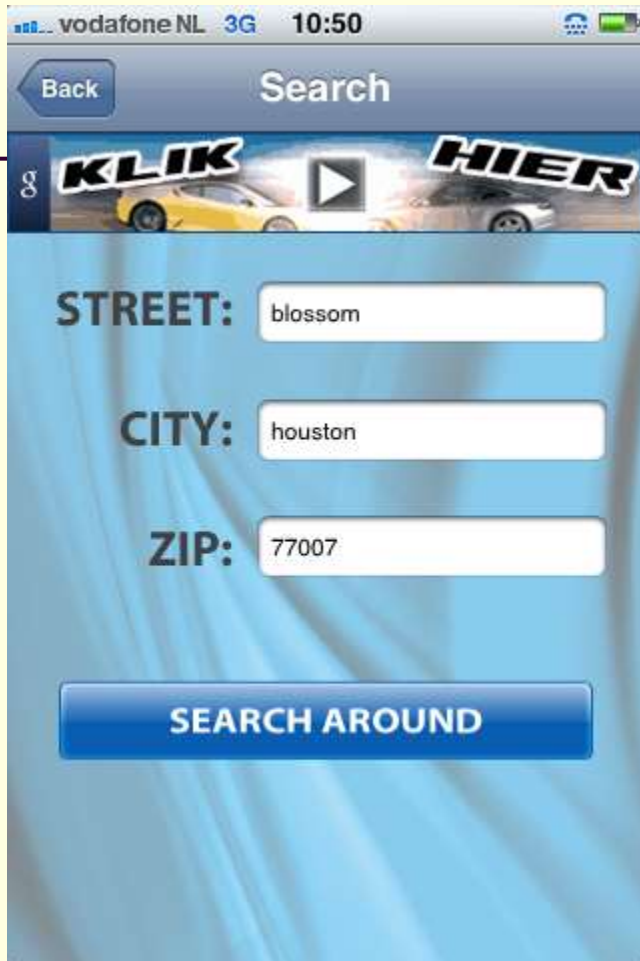 vodafone NL 3G 10:50
Back Search
g KLIK HIER
STREET: blossom
CITY: houston
ZIP: 77007
SEARCH AROUND